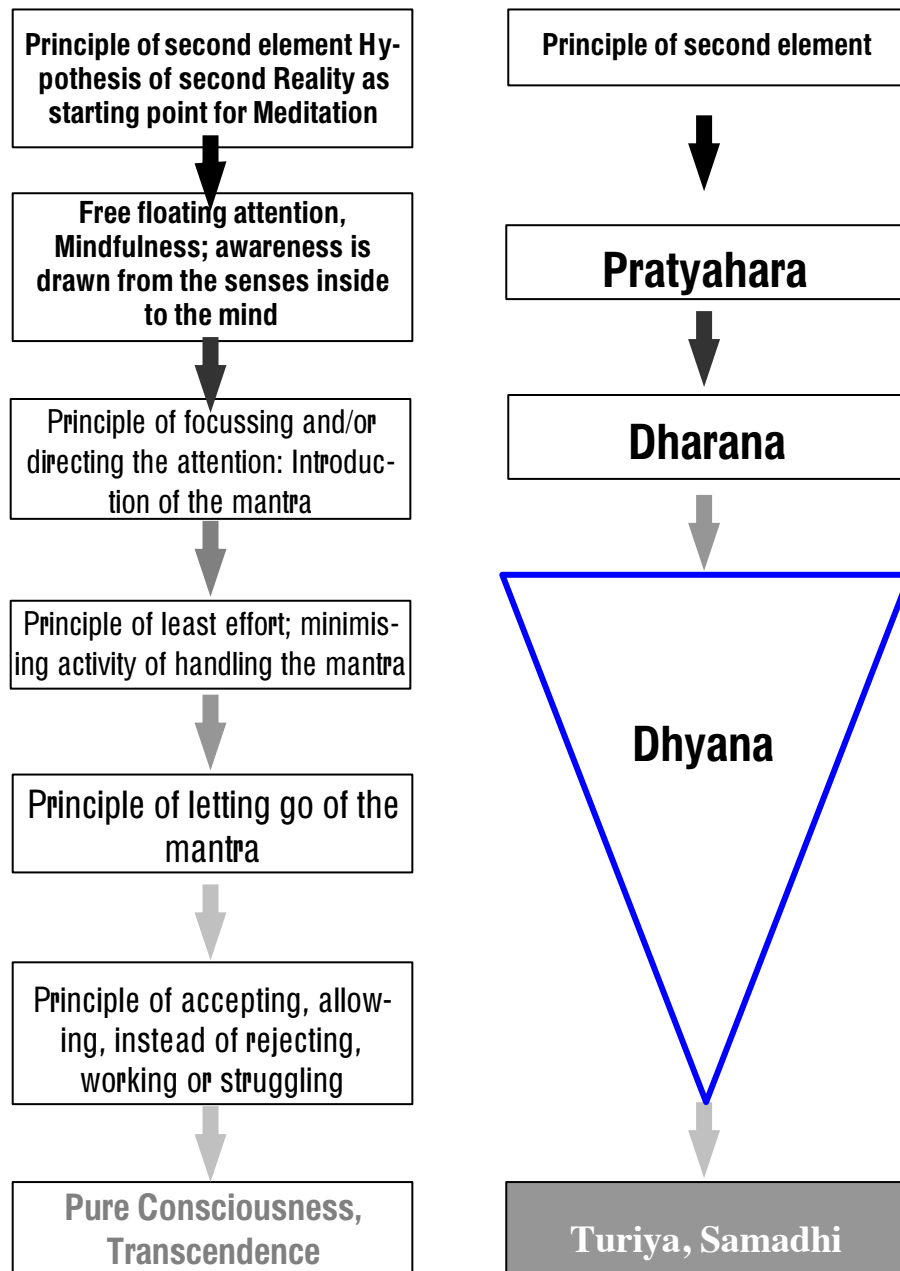 Principle of second element Hy-
pothesis of second Reality as
starting point for Meditation
Free floating attention,
Mindfulness; awareness is
drawn from the senses inside
to the mind
Principle of focussing and/or
directing the attention: Introduc-
tion of the mantra
Principle of least effort; minimis-
ing activity of handling the mantra
Principle of letting go of the
mantra
Principle of accepting, allow-
ing, instead of rejecting,
working or struggling
Pure Consciousness,
Transcendence
Principle of second element
Pratyahara
Dharana
Dhyana
Turiya, Samadhi